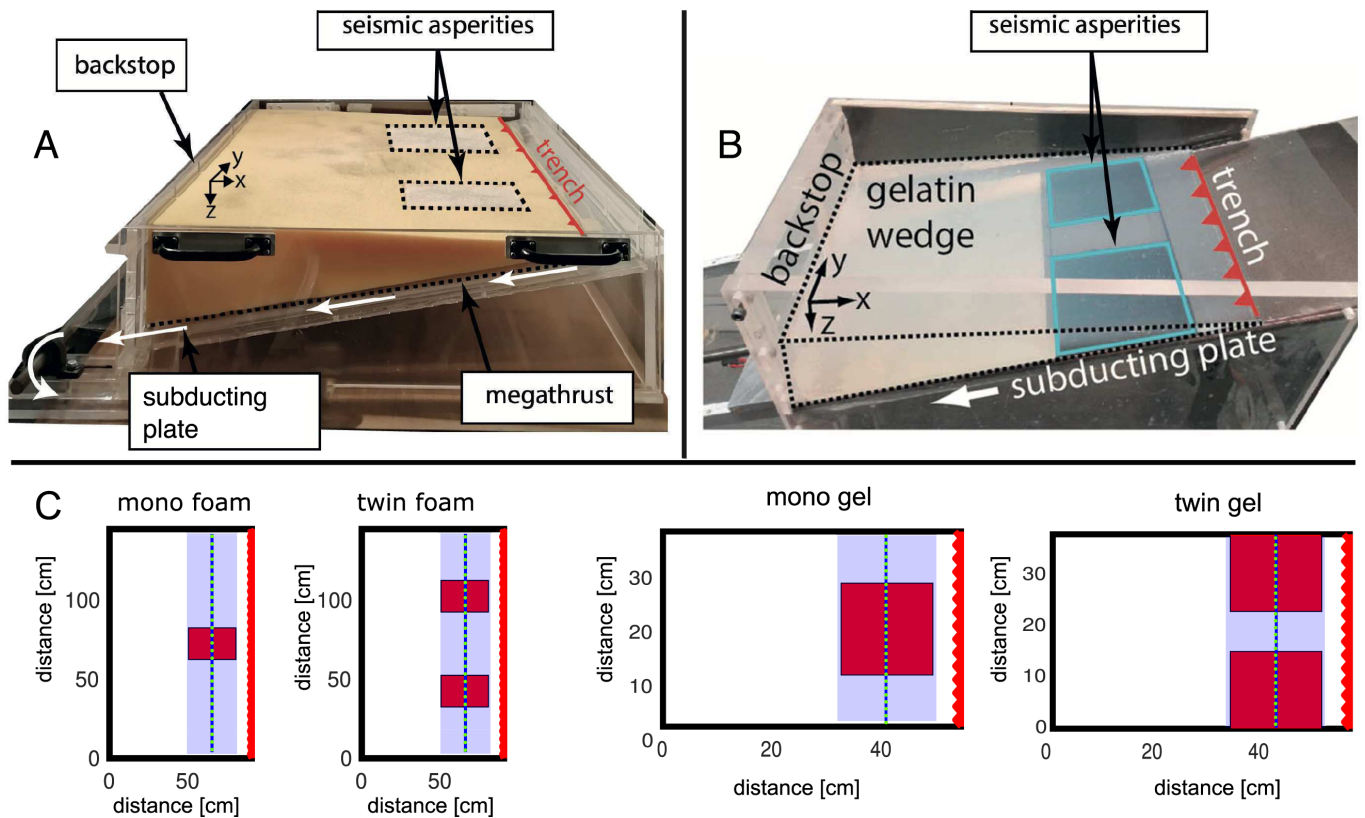 seismic asperities
backstop
A
y
x
z
trench
subducting
plate
megathrust
seismic asperities
B
backstop
gelatin
wedge
y
x
z
trench
subducting plate
C
mono foam
distance [cm]
100
50
0
0
50
distance [cm]
twin foam
distance [cm]
100
50
0
0
50
distance [cm]
mono gel
distance [cm]
30
20
10
0
0
20
40
distance [cm]
twin gel
distance [cm]
30
20
10
0
0
20
40
distance [cm]